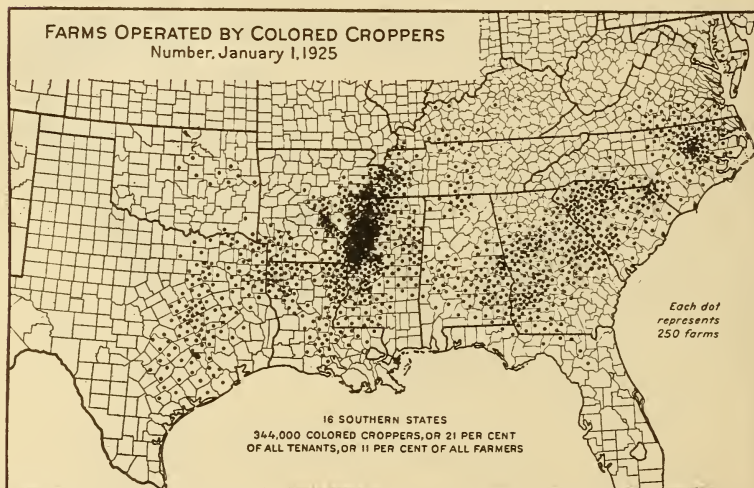 FARMS OPERATED BY COLORED CROPPERS
Number, January 1, 1925
Each dot
represents
250 farms
16 SOUTHERN STATES
344,000 COLORED CROPPERS, OR 21 PER CENT
OF ALL TENANTS, OR 11 PER CENT OF ALL FARMERS